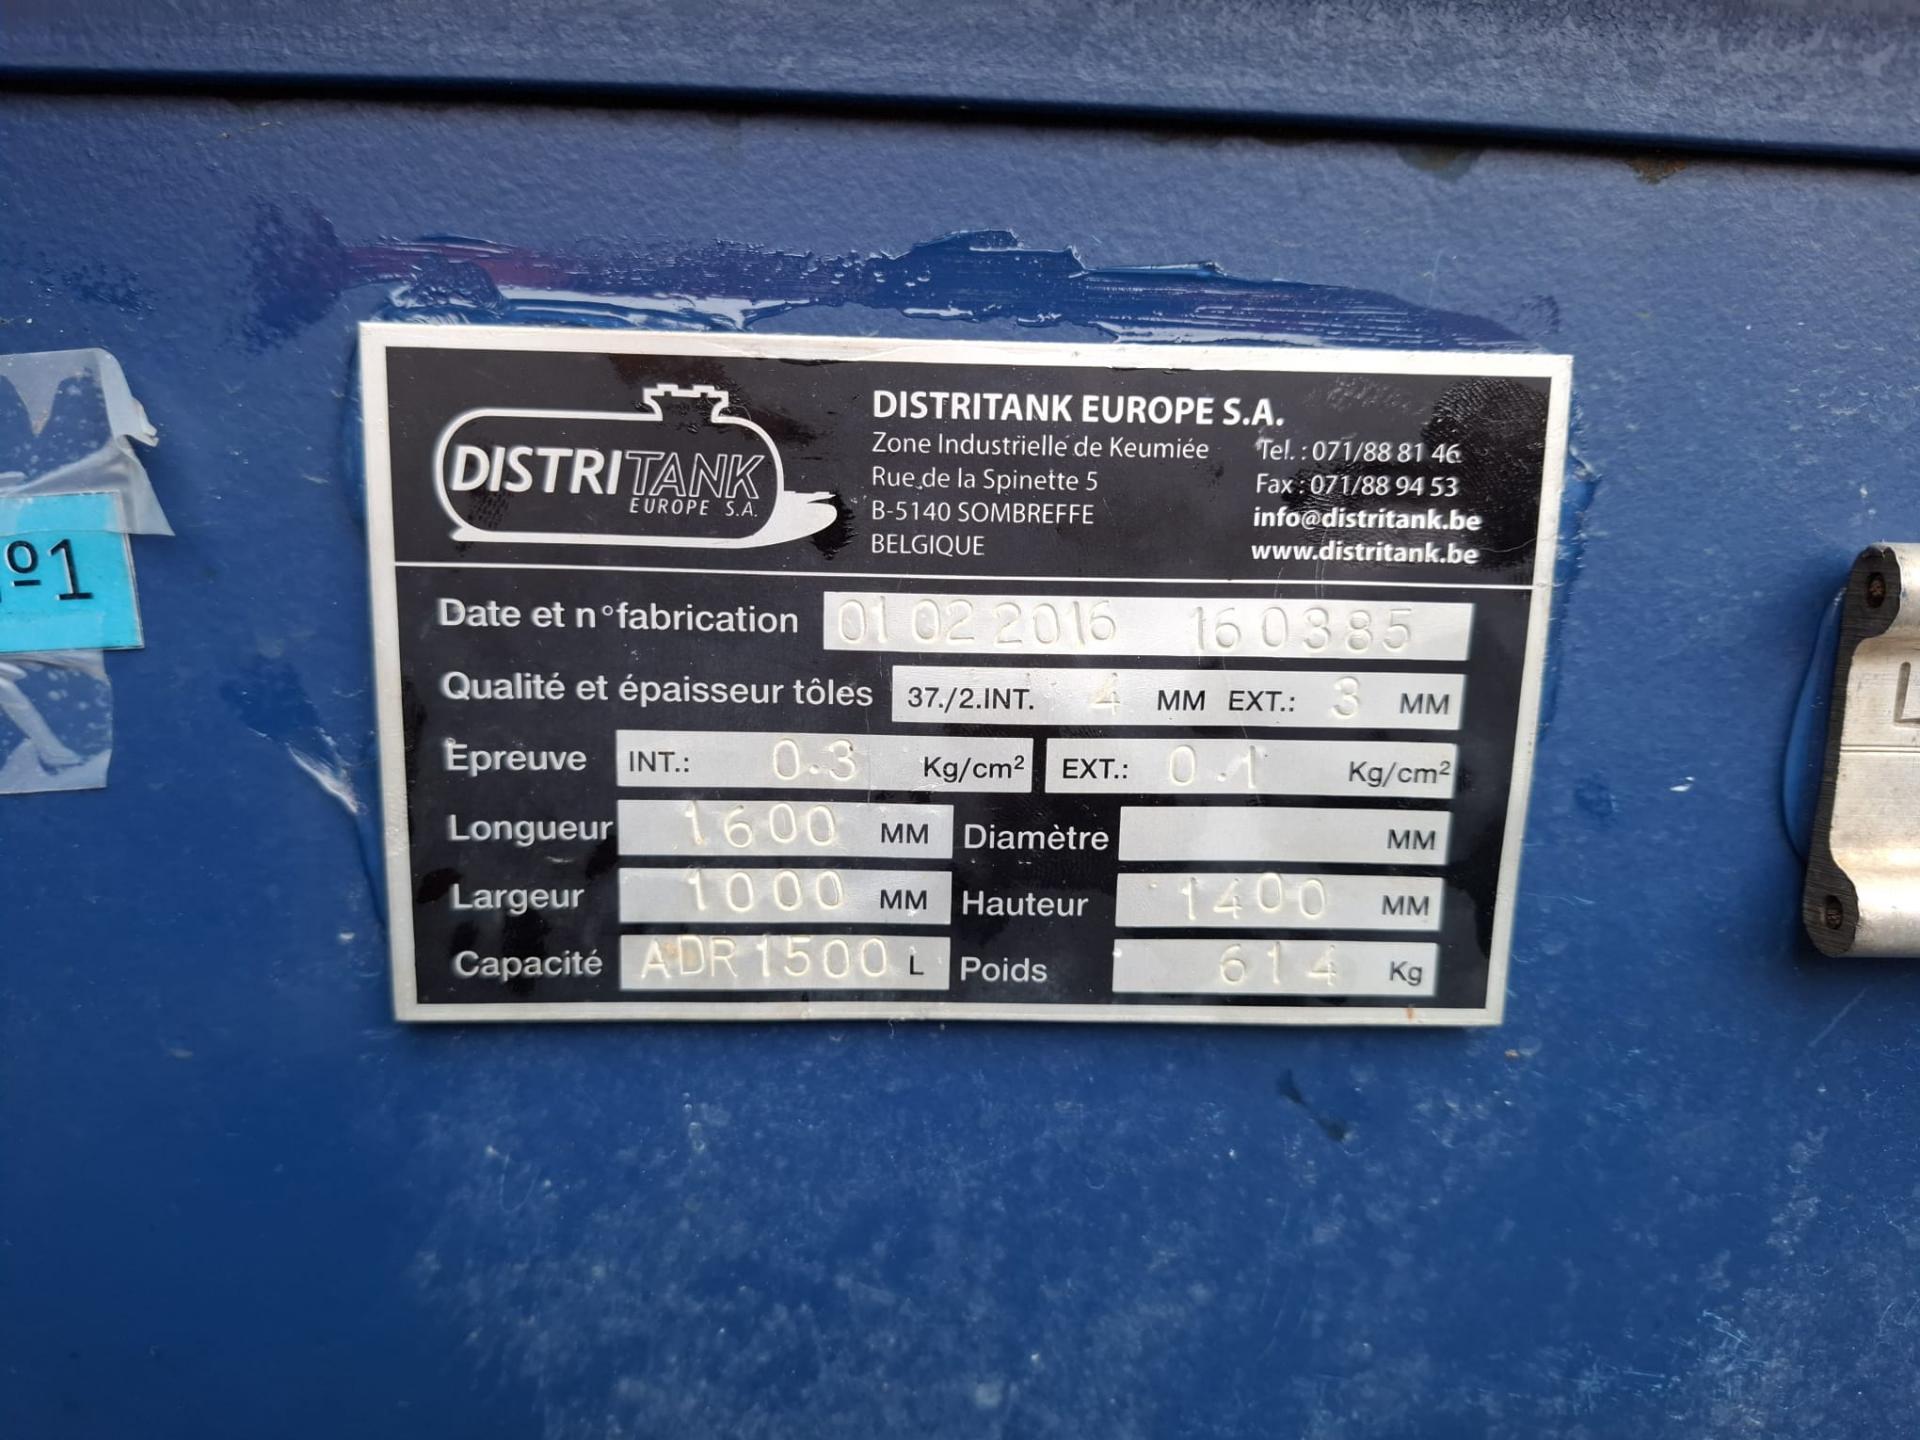 DISTRITANK
EUROPE S.A.
DISTRITANK EUROPE S.A.
Zone Industrielle de Keumiée
Rue de la Spinette 5
B-5140 SOMBREFFE
BELGIQUE
Tel. : 071/88 81 46
Fax : 071/88 94 53
info@distritank.be
www.distritank.be
Date et n° fabrication 01 02 2016 160385
Qualité et épaisseur tôles 37./2.INT. 4 MM EXT.: 3 MM
Epreuve INT.: 0.3 Kg/cm² EXT.: 0.1 Kg/cm²
Longueur 1600 MM Diamètre MM
Largeur 1000 MM Hauteur 1400 MM
Capacité ADR 1500 L Poids 614 Kg
º1